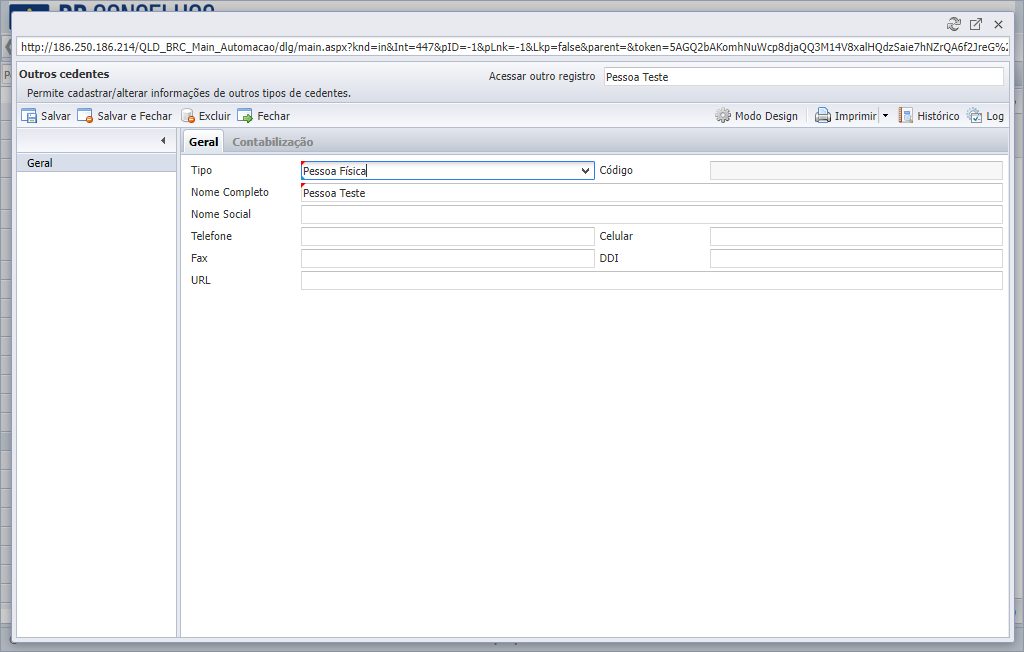 http://186.250.186.214/QLD_BRC_Main_Automacao/dlg/main.aspx?knd=in&Int=447&pID=-1&pLnk=-1&Lkp=false&parent=&token=5AGQ2bAKomhNuWcp8djaQQ3M14V8xalHQdzSaie7hNZrQA6f2JreG%2
Outros cedentes Acessar outro registro Pessoa Teste
Permite cadastrar/alterar informações de outros tipos de cedentes.
Salvar Salvar e Fechar Excluir Fechar Modo Design Imprimir Histórico Log
Geral Contabilização
Geral
Tipo Pessoa Física Código
Nome Completo Pessoa Teste
Nome Social
Telefone Celular
Fax DDI
URL